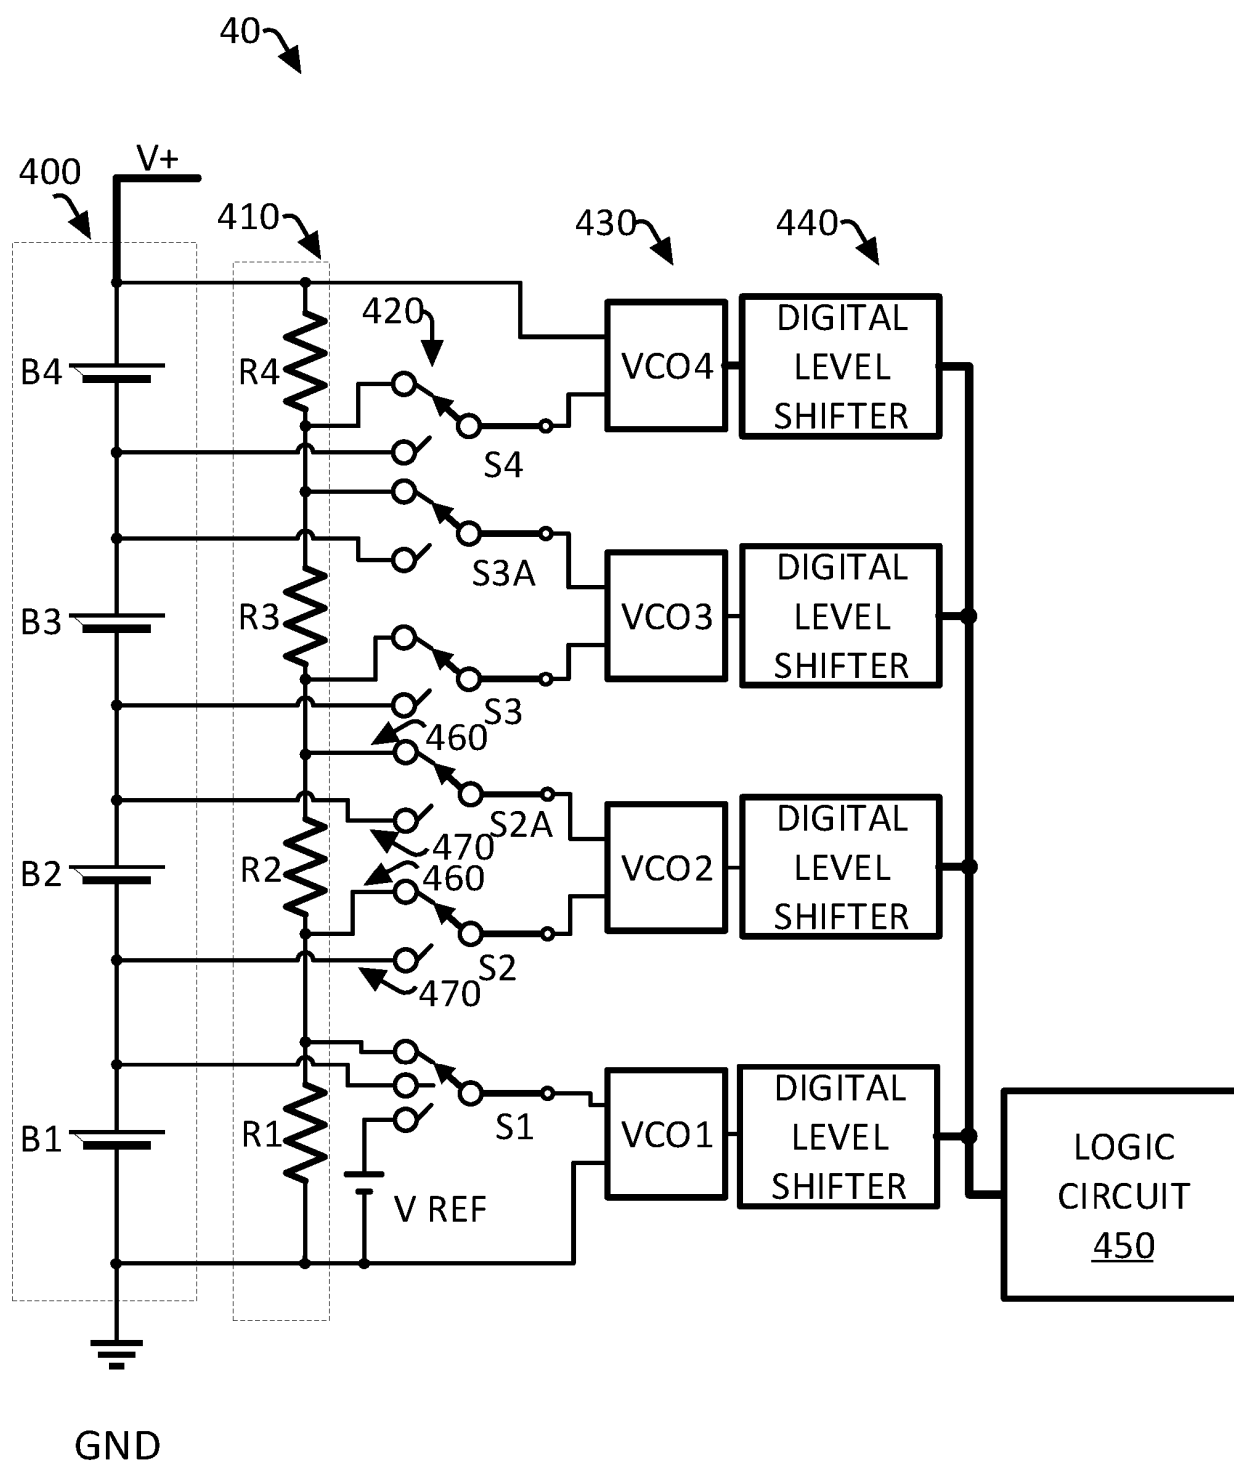 40
V+
400
410
430
440
420
B4
R4
VCO4
DIGITAL
LEVEL
SHIFTER
S4
S3A
B3
R3
VCO3
DIGITAL
LEVEL
SHIFTER
S3
460
S2A
470
460
B2
R2
VCO2
DIGITAL
LEVEL
SHIFTER
S2
470
B1
R1
S1
VCO1
DIGITAL
LEVEL
SHIFTER
V REF
LOGIC
CIRCUIT
450
GND